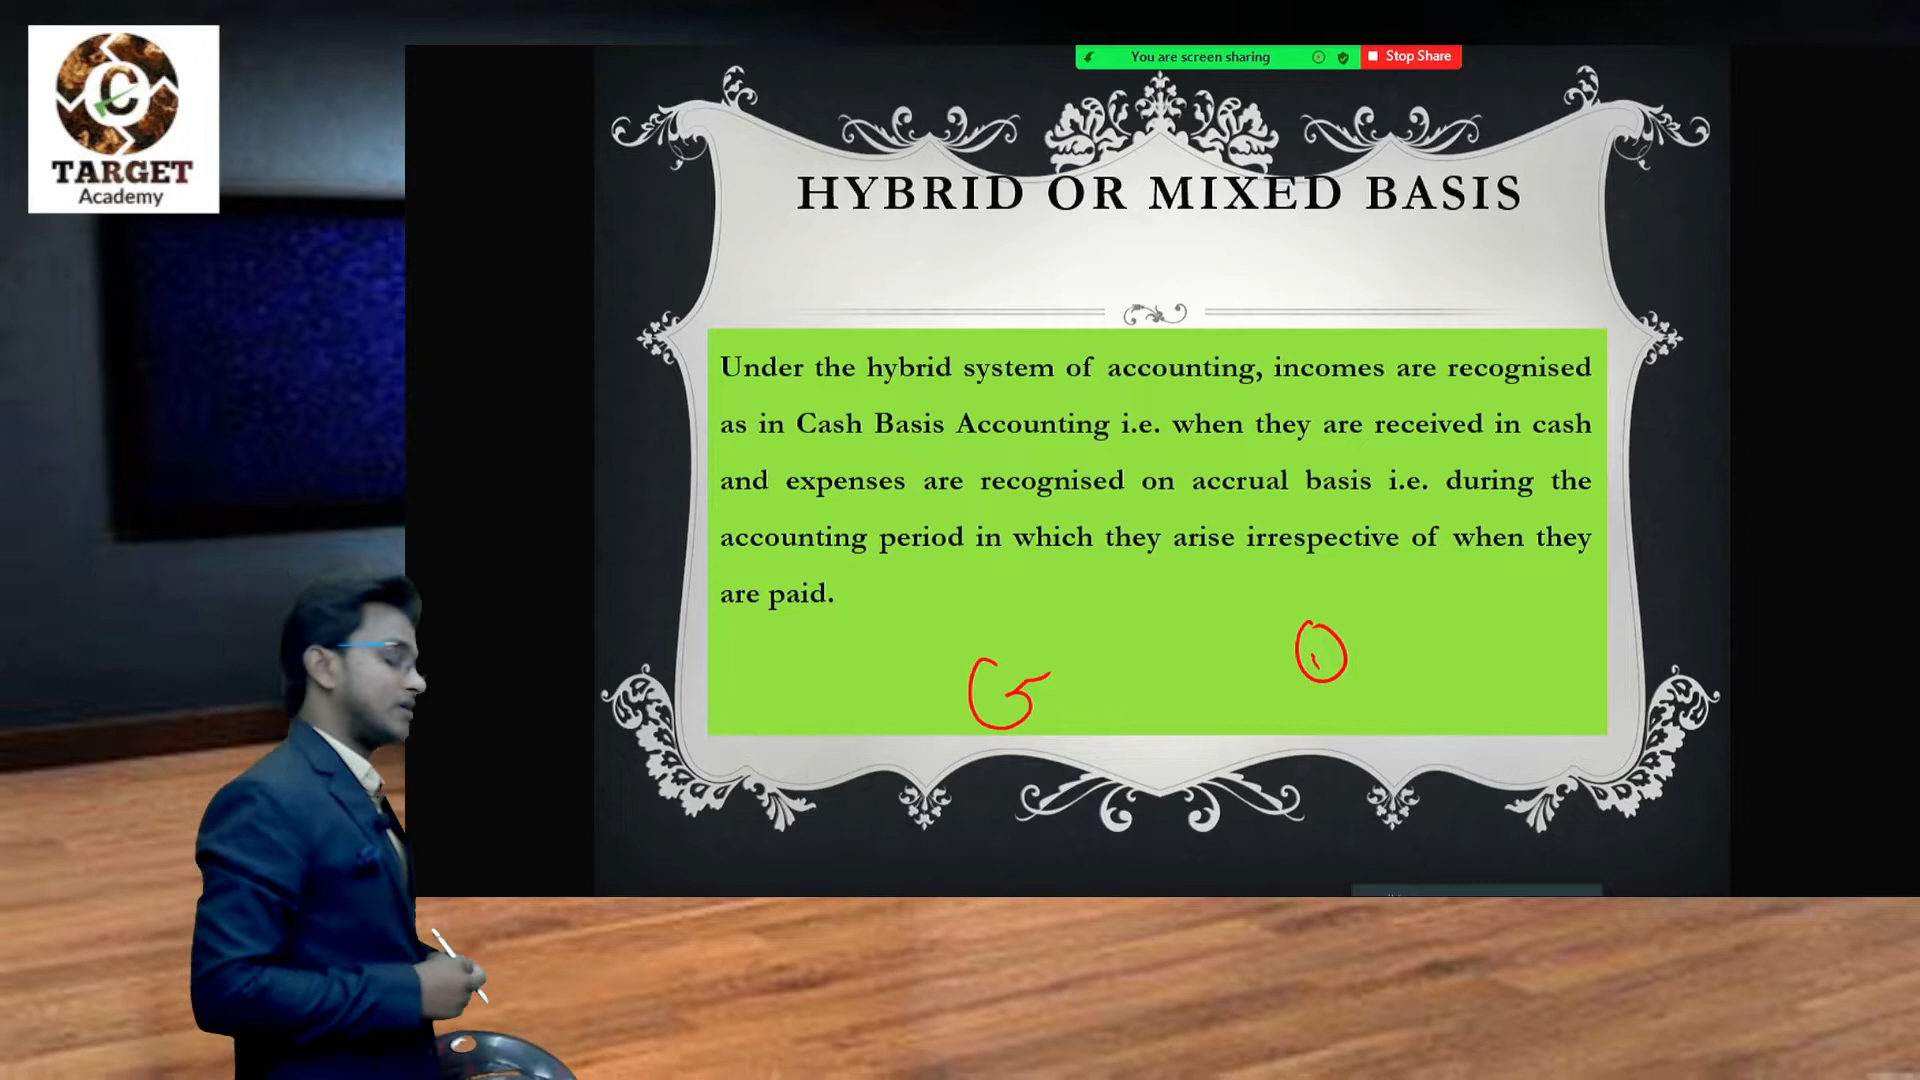 You are screen sharing
Stop Share
C
TARGET
Academy
HYBRID OR MIXED BASIS
Under the hybrid system of accounting, incomes are recognised
as in Cash Basis Accounting i.e. when they are received in cash
and expenses are recognised on accrual basis i.e. during the
accounting period in which they arise irrespective of when they
are paid.